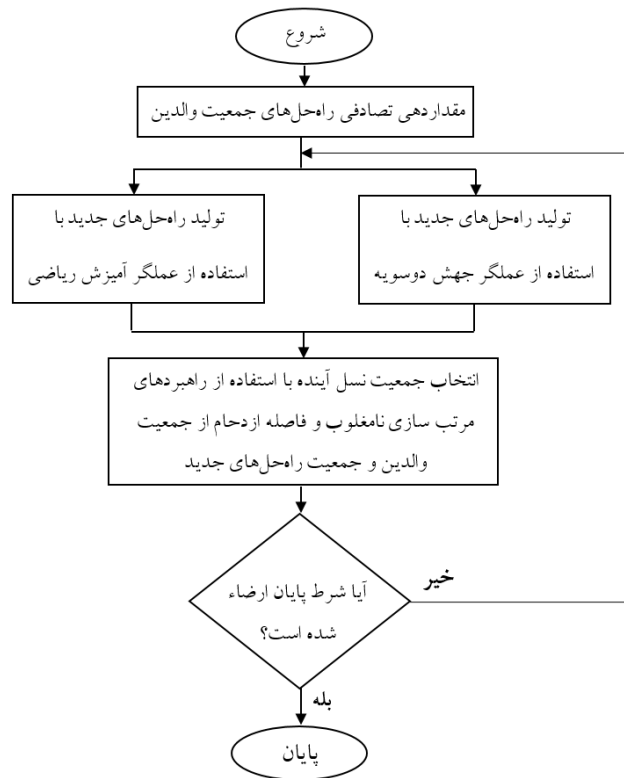 شروع
مقداردهی تصادفی راه‌حل‌های جمعیت والدین
تولید راه‌حل‌های جدید با
استفاده از عملگر جهش دوسویه
تولید راه‌حل‌های جدید با
استفاده از عملگر آمیزش ریاضی
انتخاب جمعیت نسل آینده با استفاده از راهبردهای
مرتب سازی نامغلوب و فاصله ازدحام از جمعیت
والدین و جمعیت راه‌حل‌های جدید
آیا شرط پایان ارضاء
شده است؟
خیر
بله
پایان